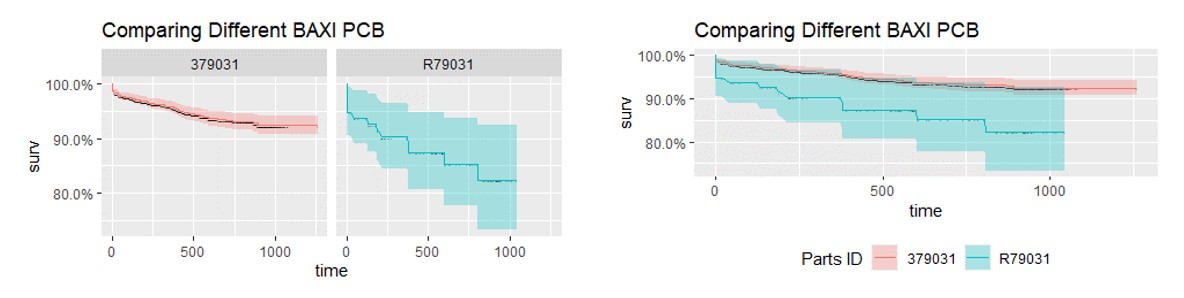 Comparing Different BAXI PCB
379031 R79031
100.0%
90.0%
80.0%
surv
0 500 1000 0 500 1000
time
Comparing Different BAXI PCB
100.0%
90.0%
80.0%
surv
0 500 1000
time
Parts ID 379031 R79031